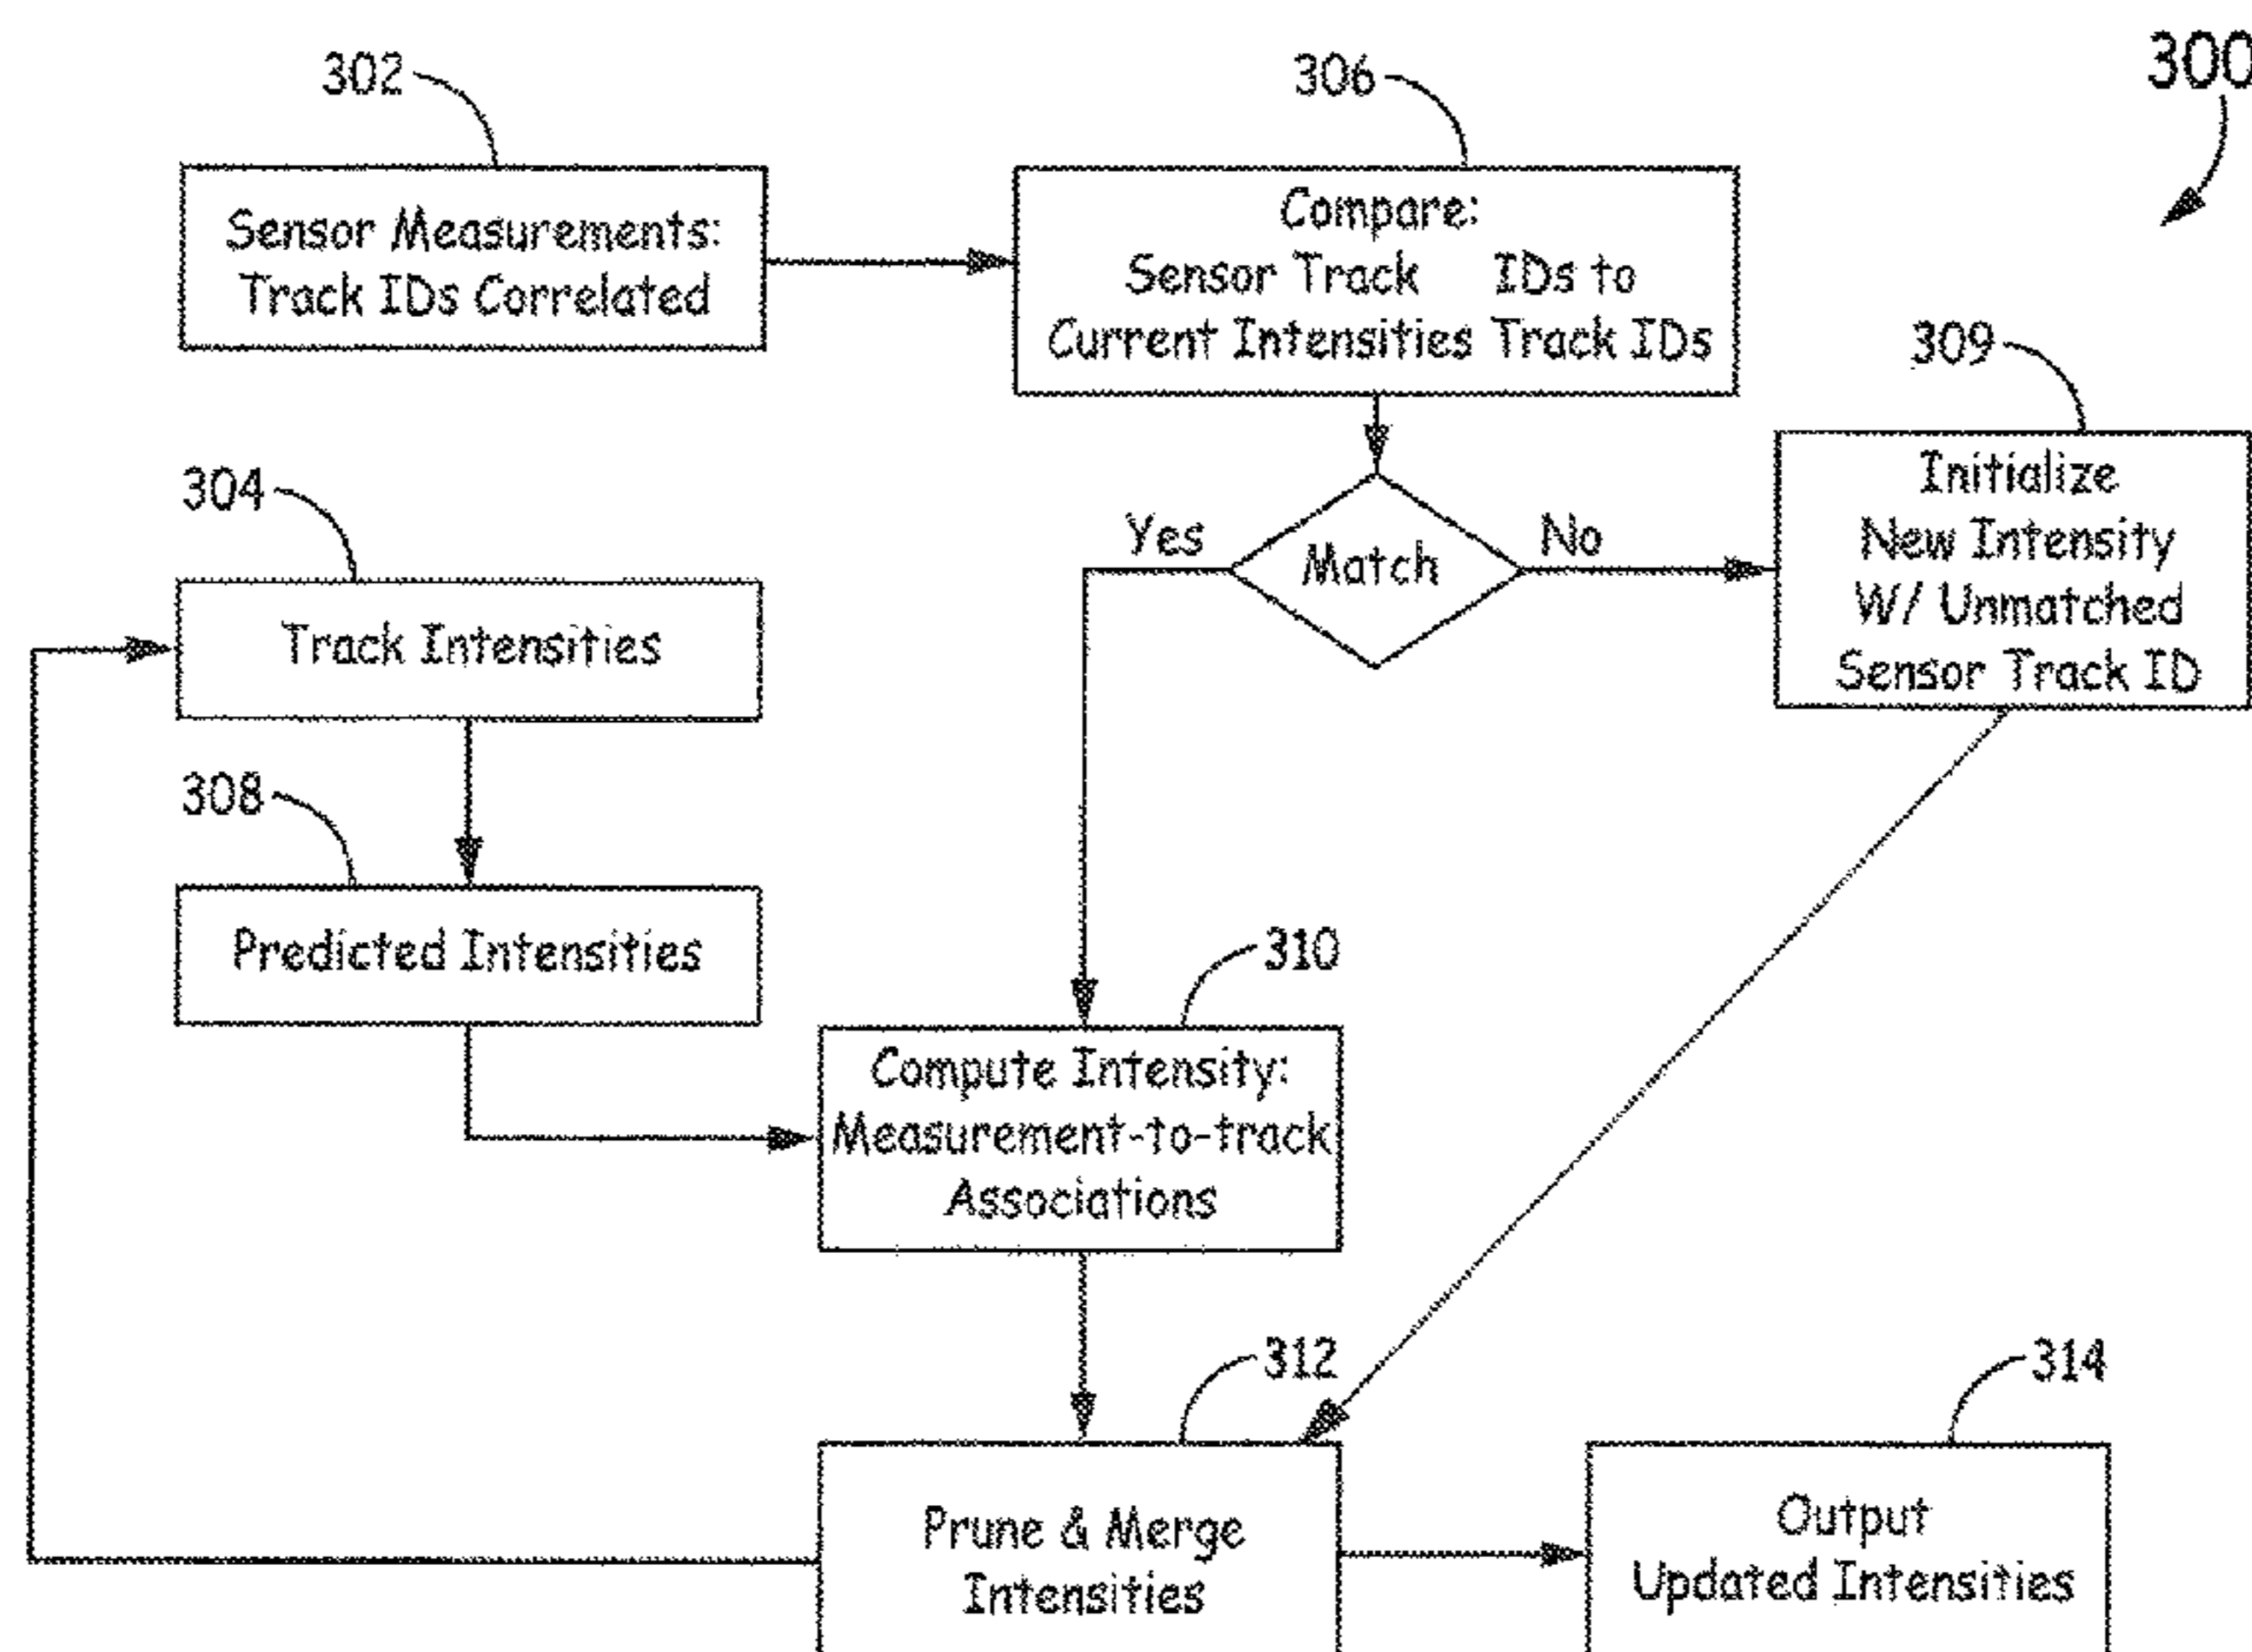 300
302
306
Sensor Measurements:
Track IDs Correlated
Compare:
Sensor Track IDs to
Current Intensities Track IDs
309
304
Yes
Match
No
Initialize
New Intensity
W/ Unmatched
Sensor Track ID
Track Intensities
308
Predicted Intensities
310
Compute Intensity:
Measurement-to-track
Associations
312
314
Prune & Merge
Intensities
Output
Updated Intensities